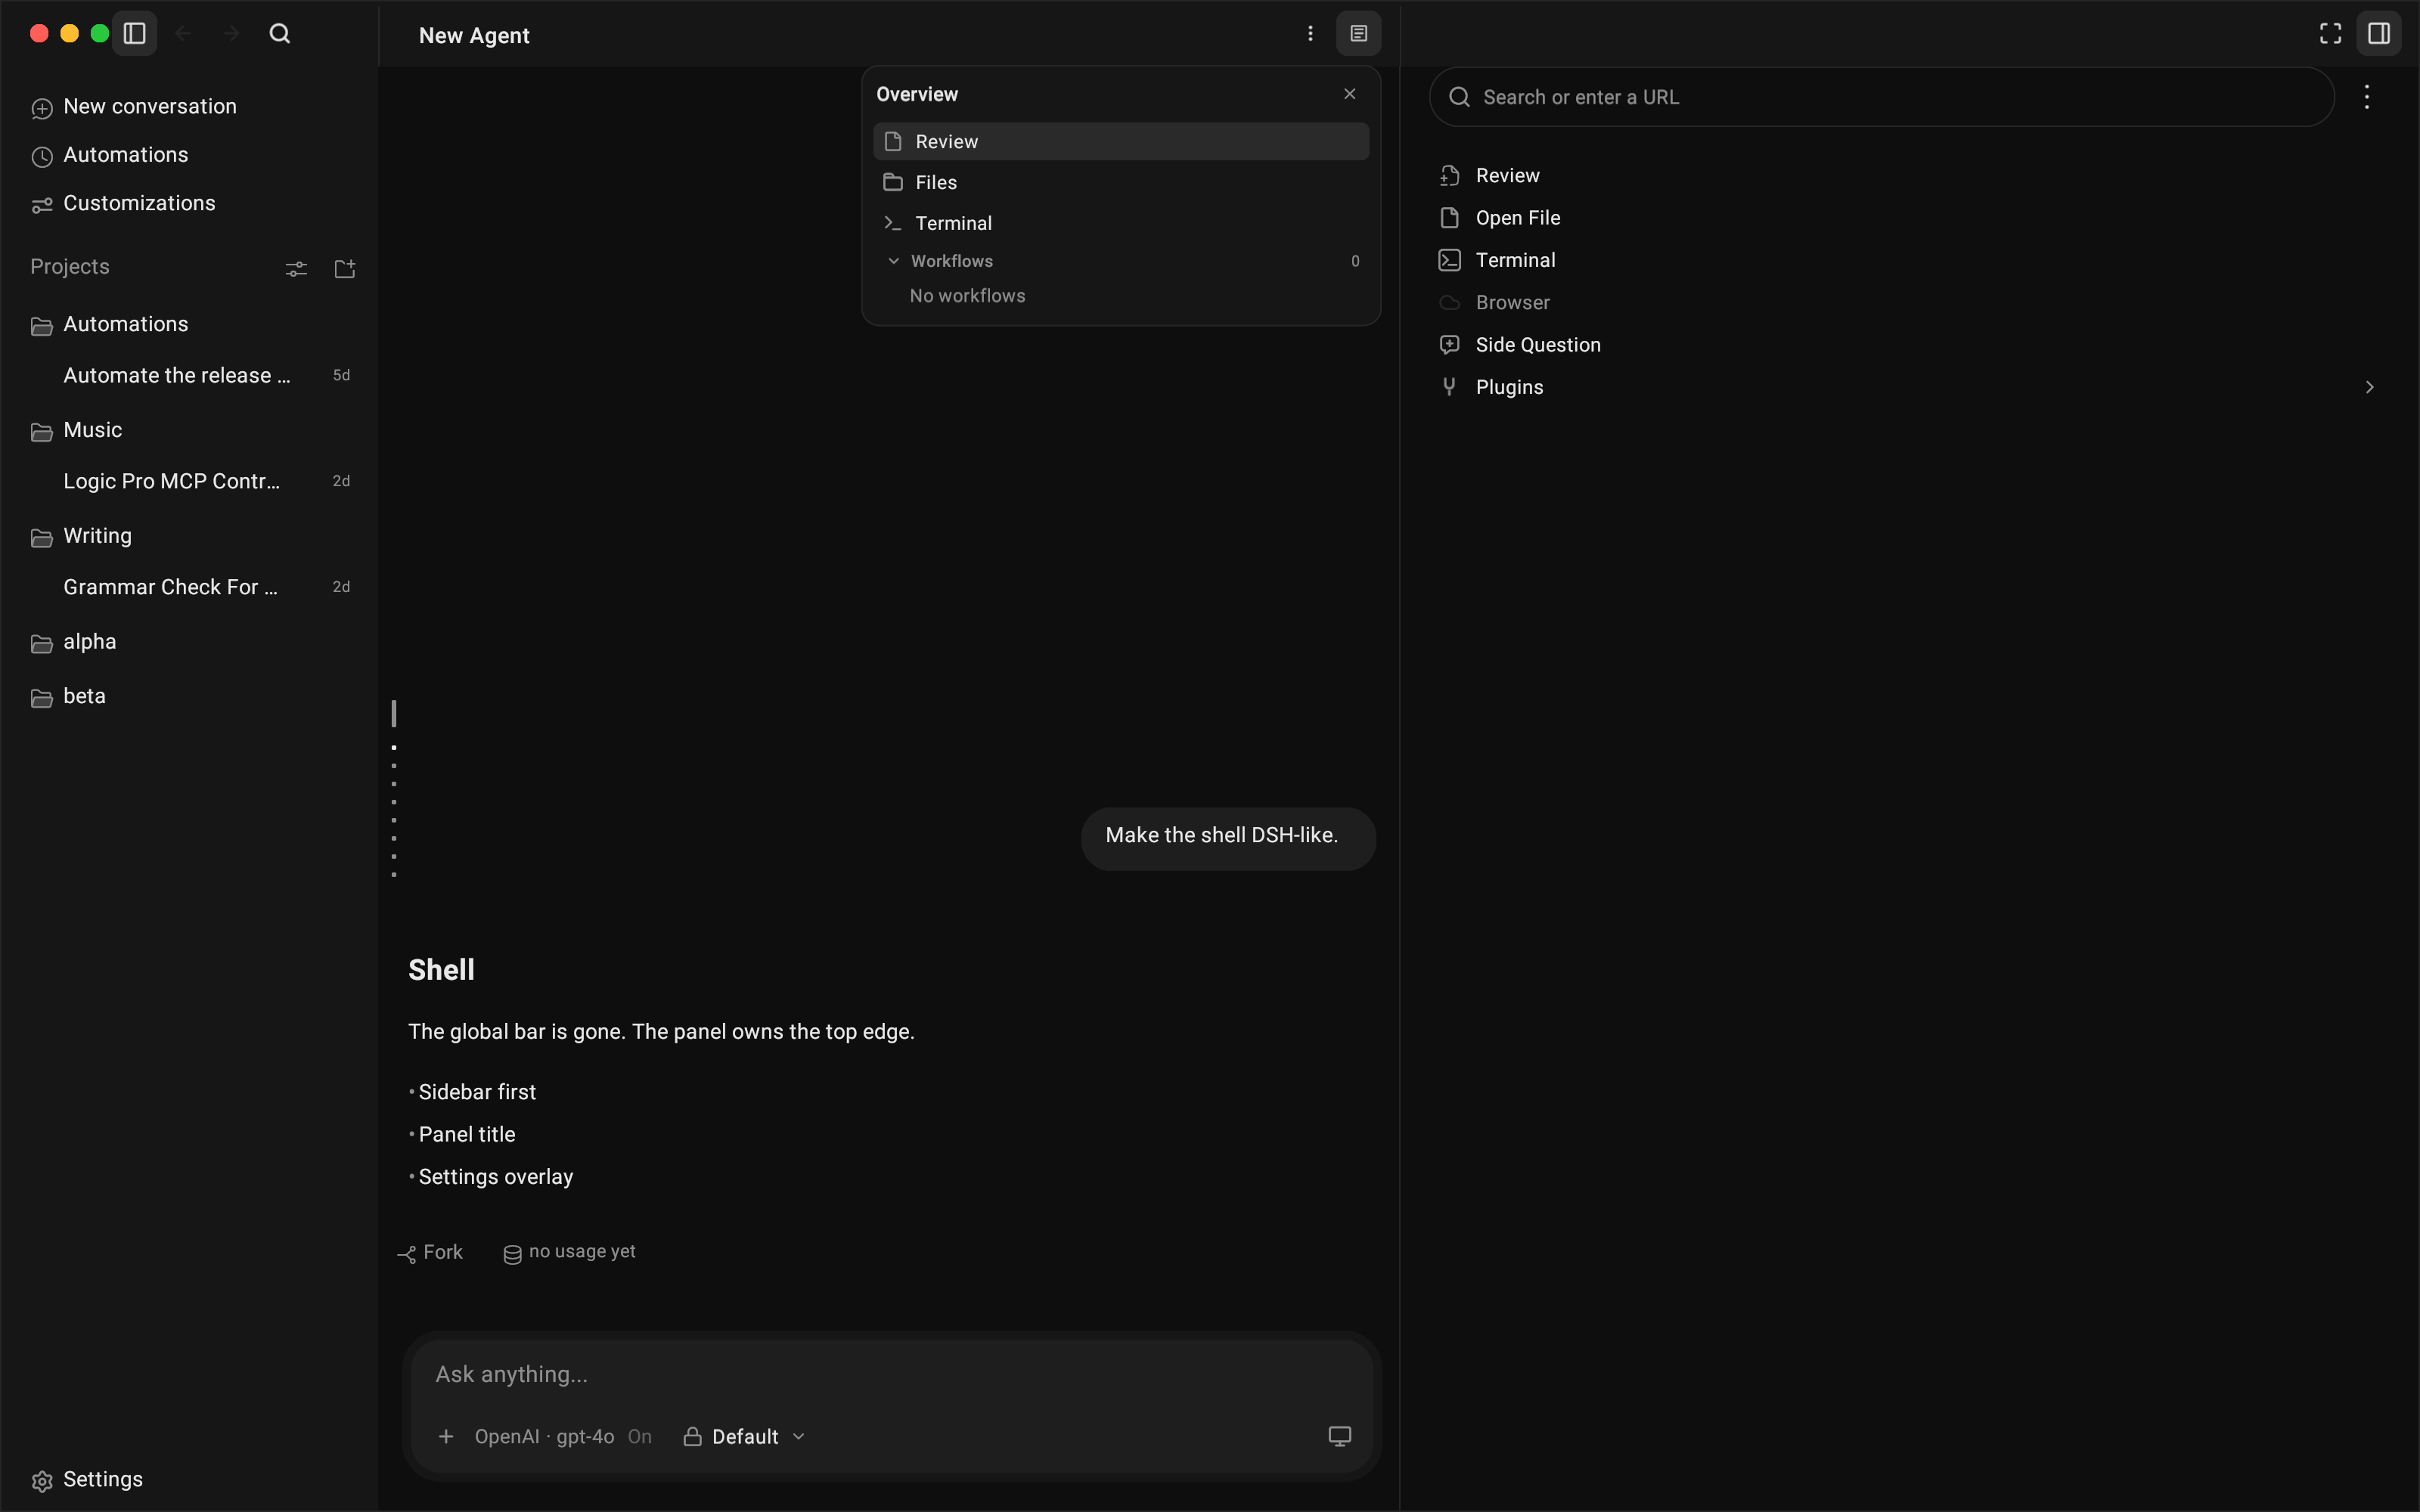 New conversation
Automations
Customizations
Projects
Automations
Automate the release ... 5d
Music
Logic Pro MCP Contr... 2d
Writing
Grammar Check For ... 2d
alpha
beta
Settings
New Agent
Overview
Review
Files
Terminal
Workflows 0
No workflows
Make the shell DSH-like.
Shell
The global bar is gone. The panel owns the top edge.
• Sidebar first
• Panel title
• Settings overlay
Fork no usage yet
Ask anything...
OpenAI · gpt-4o On Default
Search or enter a URL
Review
Open File
Terminal
Browser
Side Question
Plugins